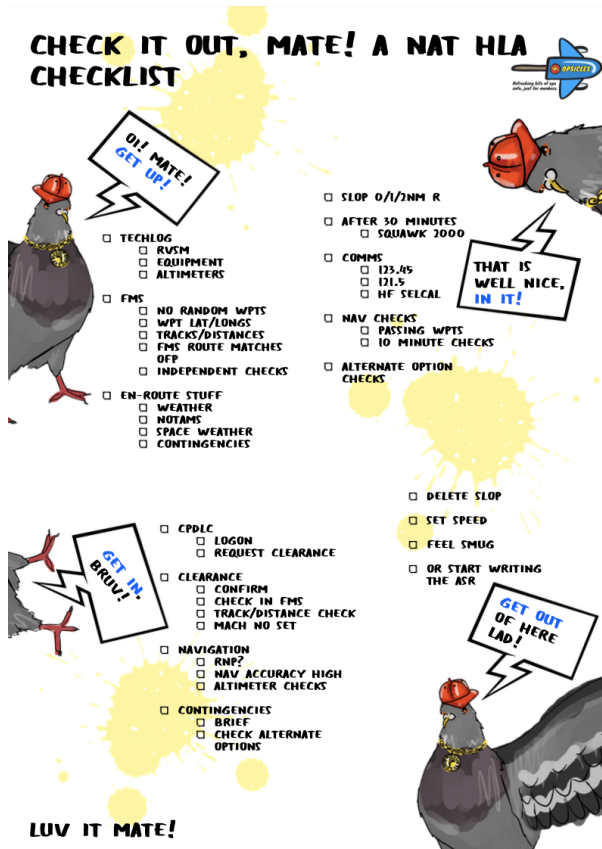 CHECK IT OUT, MATE! A NAT HLA
CHECKLIST
OPSICLES
Refreshing bits of ops
info, just for members.
OI! MATE!
GET UP!
TECHLOG
RVSM
EQUIPMENT
ALTIMETERS
FMS
NO RANDOM WPTS
WPT LAT/LONGS
TRACKS/DISTANCES
FMS ROUTE MATCHES
OFP
INDEPENDENT CHECKS
EN-ROUTE STUFF
WEATHER
NOTAMS
SPACE WEATHER
CONTINGENCIES
GET IN,
BRUV!
CPDLC
LOGON
REQUEST CLEARANCE
CLEARANCE
CONFIRM
CHECK IN FMS
TRACK/DISTANCE CHECK
MACH NO SET
NAVIGATION
RNP?
NAV ACCURACY HIGH
ALTIMETER CHECKS
CONTINGENCIES
BRIEF
CHECK ALTERNATE
OPTIONS
SLOP 0/1/2NM R
AFTER 30 MINUTES
SQUAWK 2000
COMMS
123.45
121.5
HF SELCAL
NAV CHECKS
PASSING WPTS
10 MINUTE CHECKS
ALTERNATE OPTION
CHECKS
THAT IS
WELL NICE,
IN IT!
DELETE SLOP
SET SPEED
FEEL SMUG
OR START WRITING
THE ASR
GET OUT
OF HERE
LAD!
LUV IT MATE!